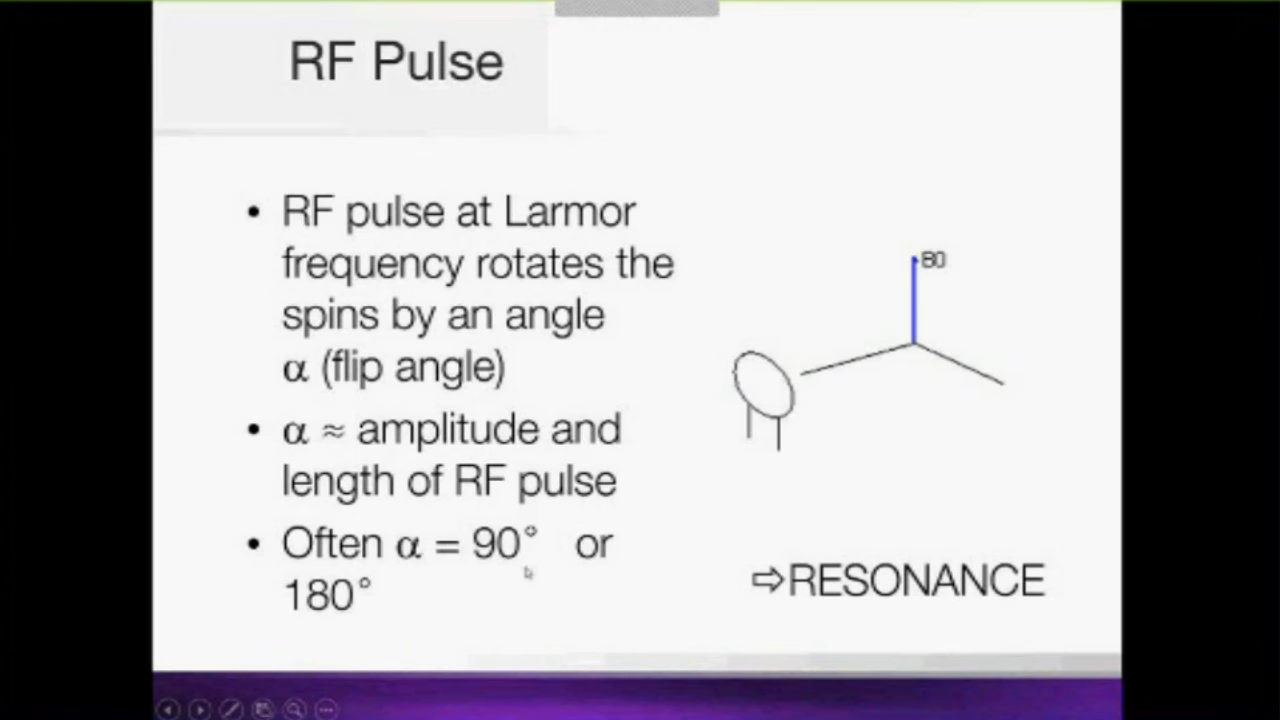 RF Pulse
• RF pulse at Larmor
frequency rotates the
spins by an angle
α (flip angle)
• α ≈ amplitude and
length of RF pulse
• Often α = 90° or
180°
B0
⇨RESONANCE